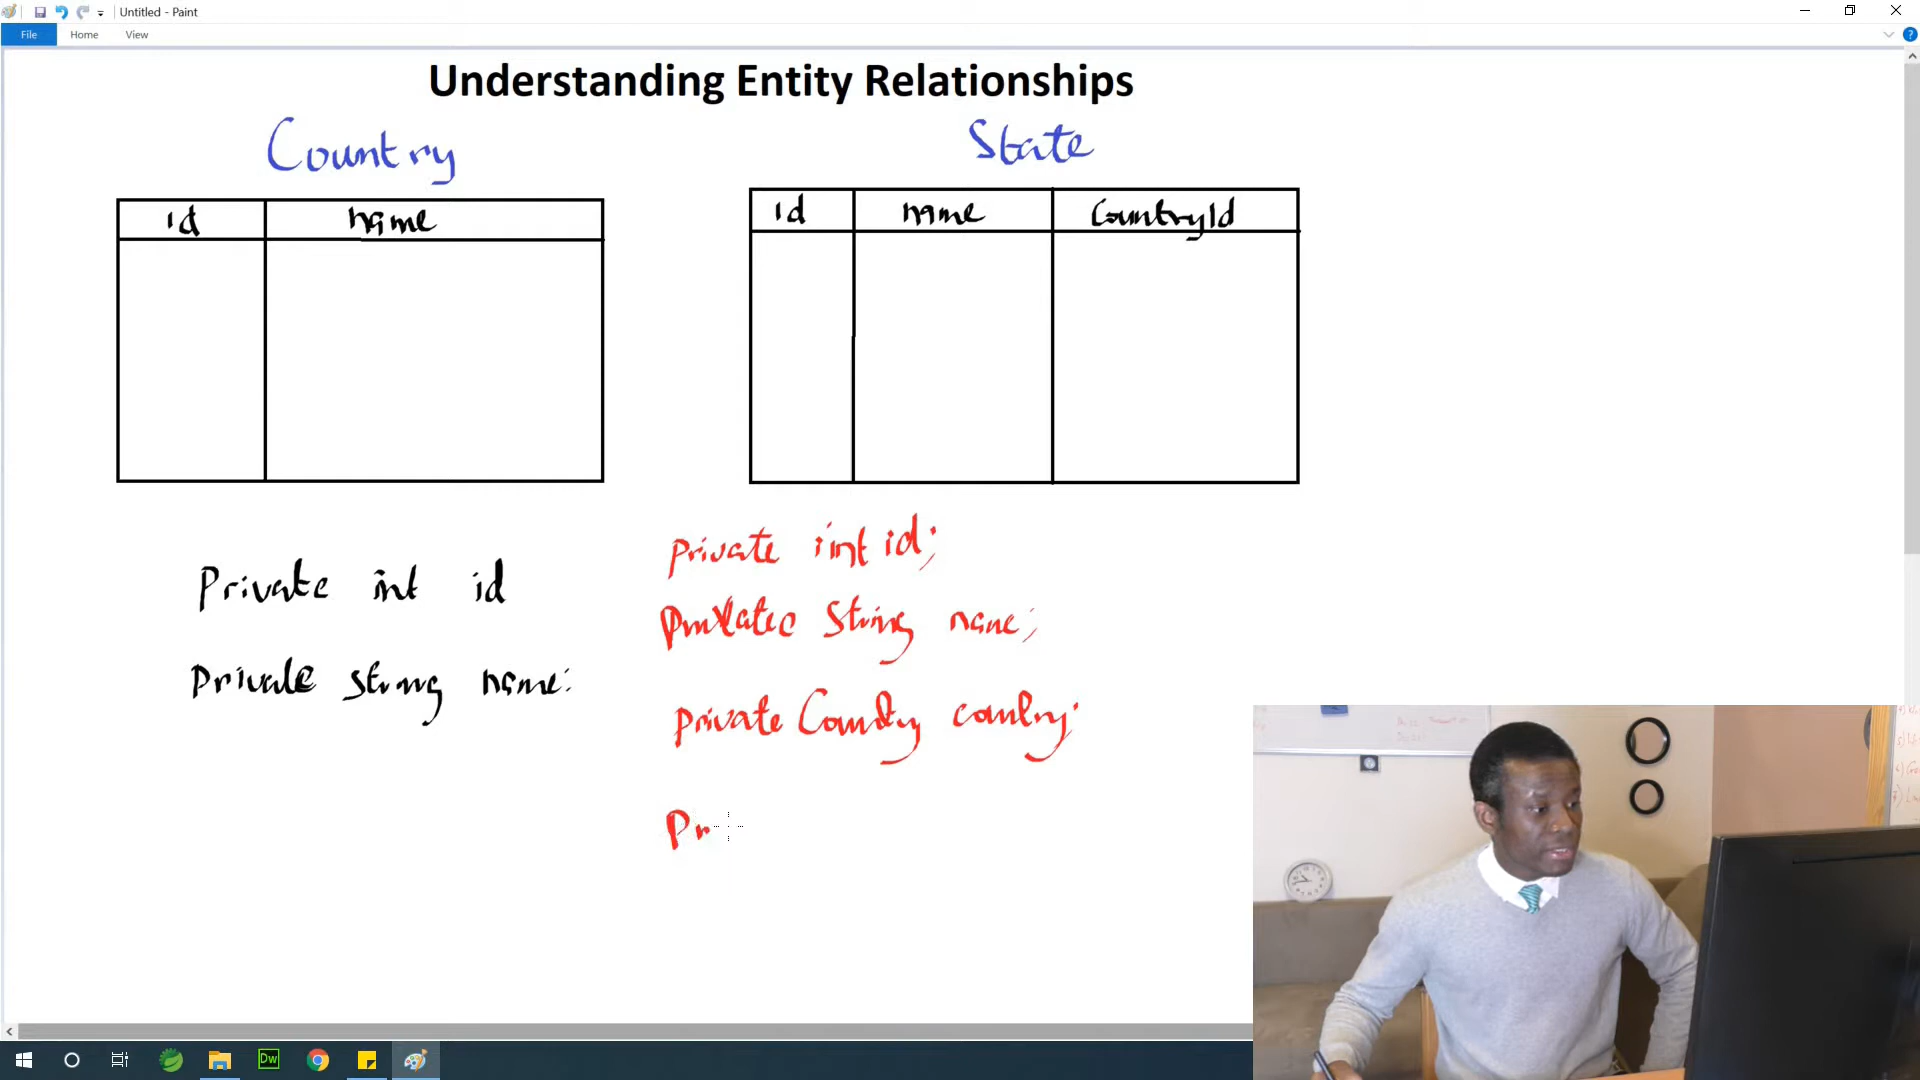 Untitled - Paint
File Home View
Understanding Entity Relationships
Country
State
id name
id name CountryId
private int id;
Private int id
String name;
private string name;
private Country country;
Pr
Dw